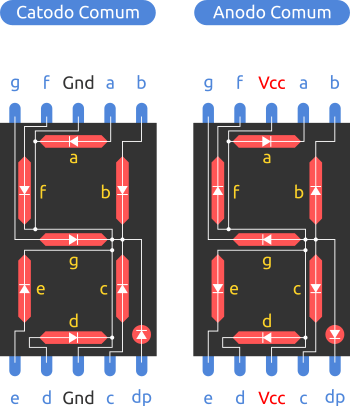 Catodo Comum
Anodo Comum
g f Gnd a b
g f Vcc a b
a
f b
g
e c
d
a
f b
g
e c
d
e d Gnd c dp
e d Vcc c dp